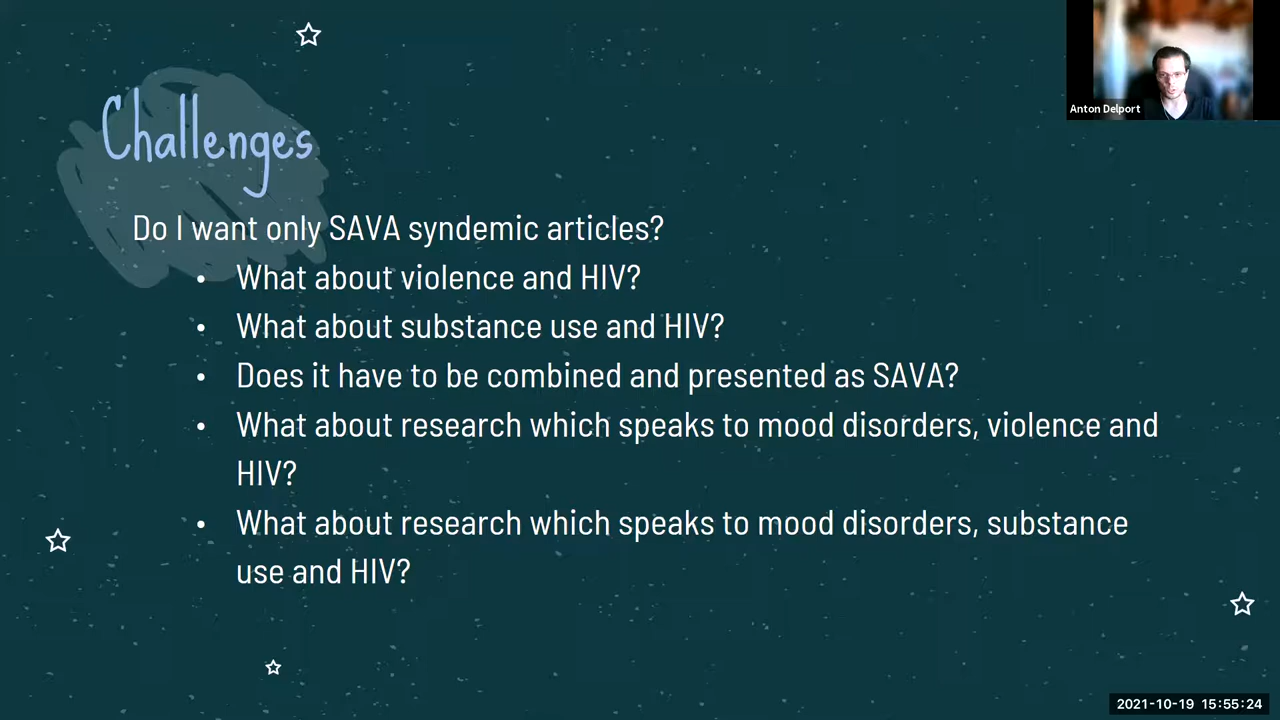 Anton Delport
Challenges
Do I want only SAVA syndemic articles?
• What about violence and HIV?
• What about substance use and HIV?
• Does it have to be combined and presented as SAVA?
• What about research which speaks to mood disorders, violence and
HIV?
• What about research which speaks to mood disorders, substance
use and HIV?
2021-10-19 15:55:24